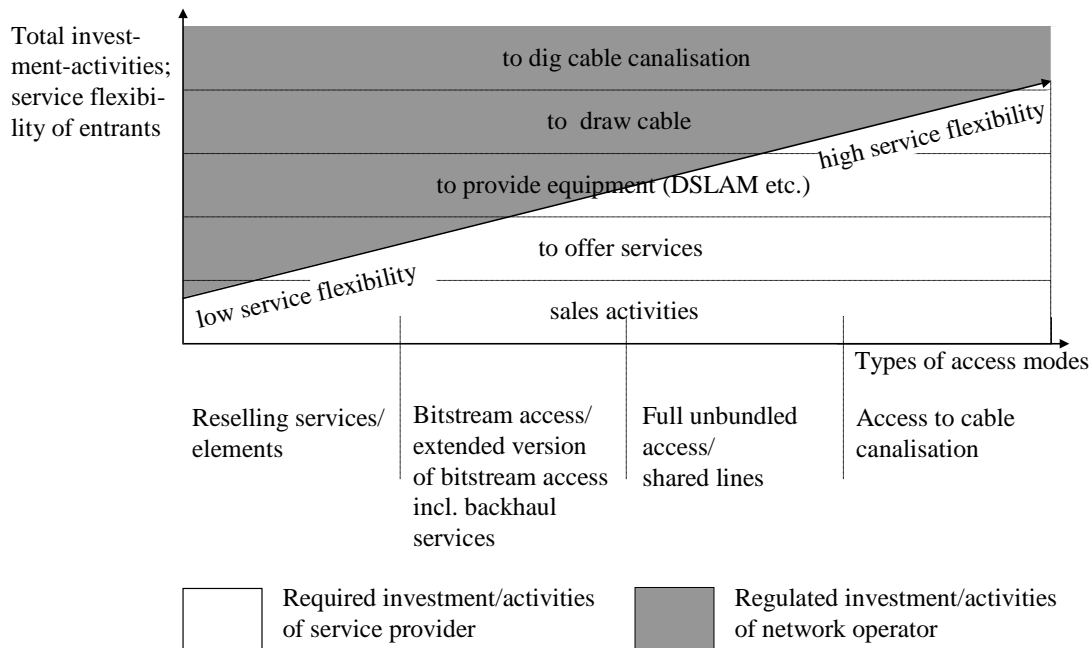 Total invest-
ment-activities;
service flexibi-
lity of entrants
to dig cable canalisation
to draw cable
to provide equipment (DSLAM etc.)
to offer services
sales activities
high service flexibility
low service flexibility
Types of access modes
Reselling services/
elements
Bitstream access/
extended version
of bitstream access
incl. backhaul
services
Full unbundled
access/
shared lines
Access to cable
canalisation
Required investment/activities
of service provider
Regulated investment/activities
of network operator